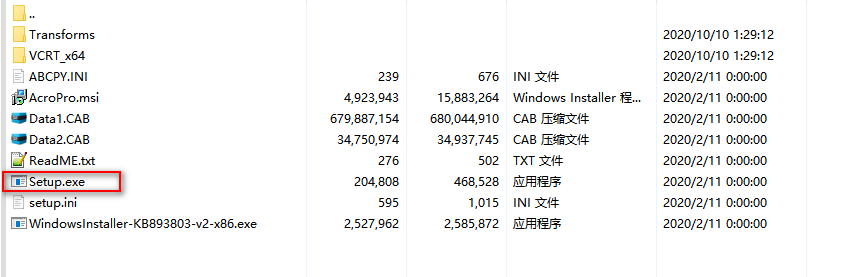 ..
Transforms 2020/10/10 1:29:12
VCRT_x64 2020/10/10 1:29:12
ABCPY.INI 239 676 INI 文件 2020/2/11 0:00:00
AcroPro.msi 4,923,943 15,883,264 Windows Installer 程... 2020/2/11 0:00:00
Data1.CAB 679,887,154 680,044,910 CAB 压缩文件 2020/2/11 0:00:00
Data2.CAB 34,750,974 34,937,745 CAB 压缩文件 2020/2/11 0:00:00
ReadME.txt 276 502 TXT 文件 2020/2/11 0:00:00
Setup.exe 204,808 468,528 应用程序 2020/2/11 0:00:00
setup.ini 595 1,015 INI 文件 2020/2/11 0:00:00
WindowsInstaller-KB893803-v2-x86.exe 2,527,962 2,585,872 应用程序 2020/2/11 0:00:00